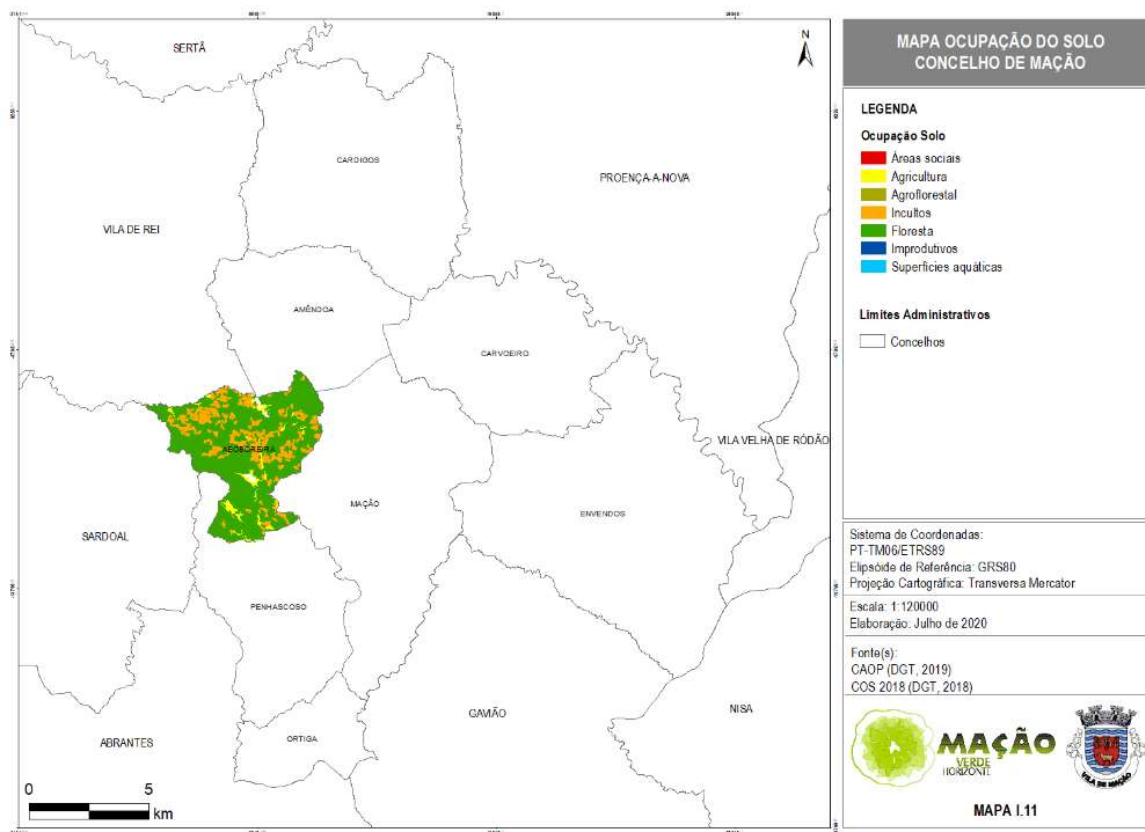 N
SERTÃ
CARDIGOS
PROENÇA-A-NOVA
VILA DE REI
AMÊNDOA
CARVOEIRO
VILA VELHA DE RÓDÃO
ABOBOREIRA
MAÇÃO
ENVENDOS
SARDOAL
PENHASCOSO
GAVIÃO
NISA
ORTIGA
ABRANTES
0 5
km
MAPA OCUPAÇÃO DO SOLO
CONCELHO DE MAÇÃO
LEGENDA
Ocupação Solo
Áreas sociais
Agricultura
Agroflorestal
Incultos
Floresta
Improdutivos
Superfícies aquáticas
Limites Administrativos
Concelhos
Sistema de Coordenadas:
PT-TM06/ETRS89
Elipsóide de Referência: GRS80
Projeção Cartográfica: Transversa Mercator
Escala: 1:120000
Elaboração: Julho de 2020
Fonte(s):
CAOP (DGT, 2019)
COS 2018 (DGT, 2018)
MAÇÃO
VERDE
HORIZONTE
VILA DE MAÇÃO
MAPA I.11